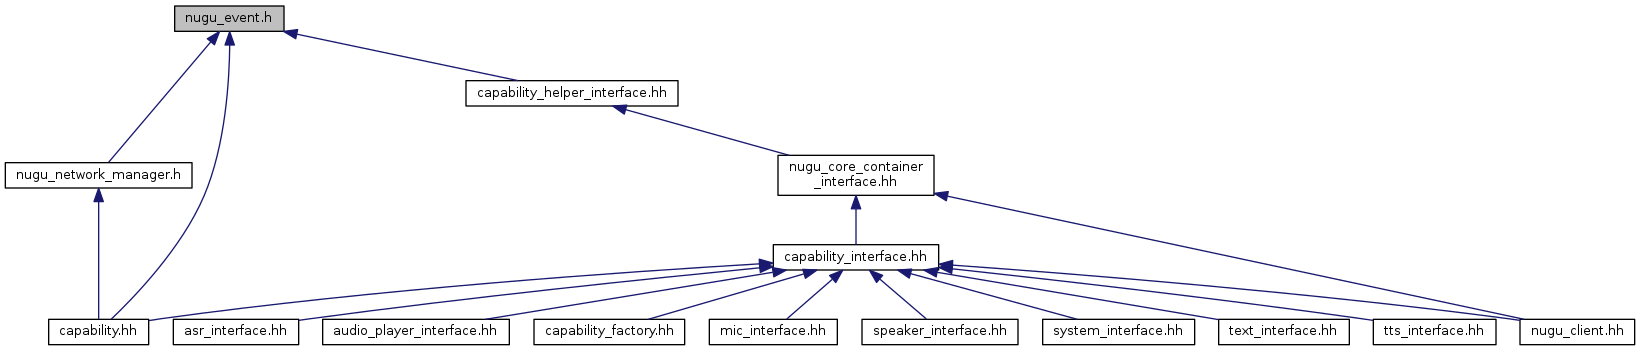 nugu_event.h
capability_helper_interface.hh
nugu_network_manager.h
nugu_core_container
_interface.hh
capability_interface.hh
capability.hh
asr_interface.hh
audio_player_interface.hh
capability_factory.hh
mic_interface.hh
speaker_interface.hh
system_interface.hh
text_interface.hh
tts_interface.hh
nugu_client.hh